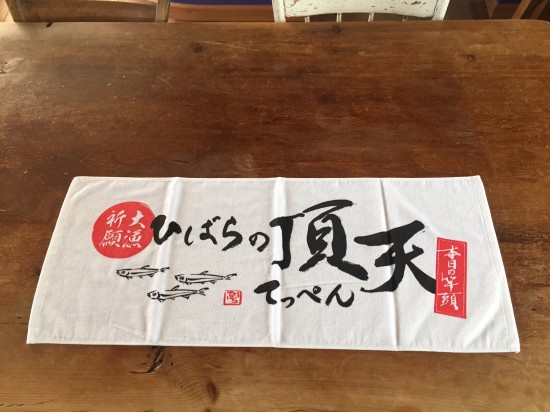 大漁
祈願
ひばらの頂天
てっぺん
本日の竿頭